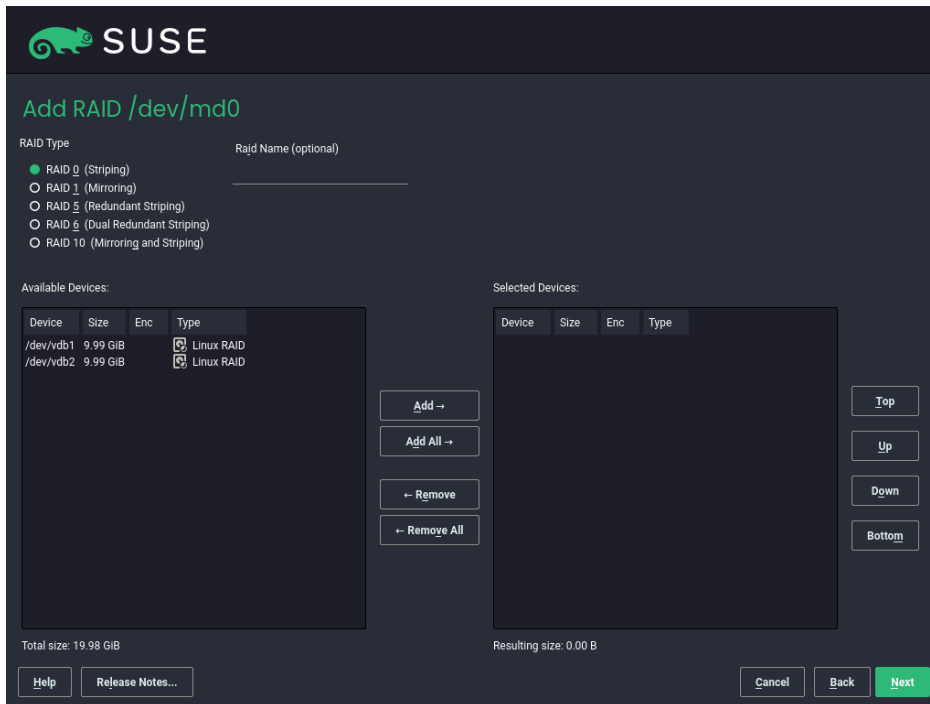 SUSE
Add RAID /dev/md0
RAID Type
Raid Name (optional)
RAID 0 (Striping)
RAID 1 (Mirroring)
RAID 5 (Redundant Striping)
RAID 6 (Dual Redundant Striping)
RAID 10 (Mirroring and Striping)
Available Devices:
Device Size Enc Type
/dev/vdb1 9.99 GiB Linux RAID
/dev/vdb2 9.99 GiB Linux RAID
Total size: 19.98 GiB
Add →
Add All →
← Remove
← Remove All
Selected Devices:
Device Size Enc Type
Resulting size: 0.00 B
Top
Up
Down
Bottom
Help
Release Notes...
Cancel
Back
Next